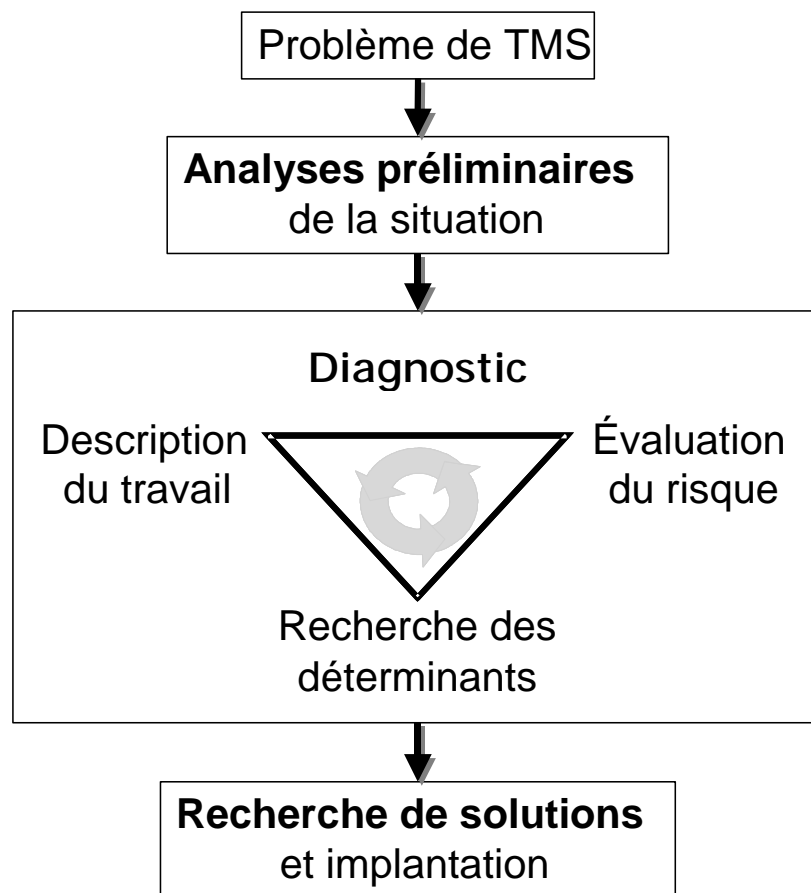 Problème de TMS
Analyses préliminaires
de la situation
Diagnostic
Description
du travail
Évaluation
du risque
Recherche des
déterminants
Recherche de solutions
et implantation